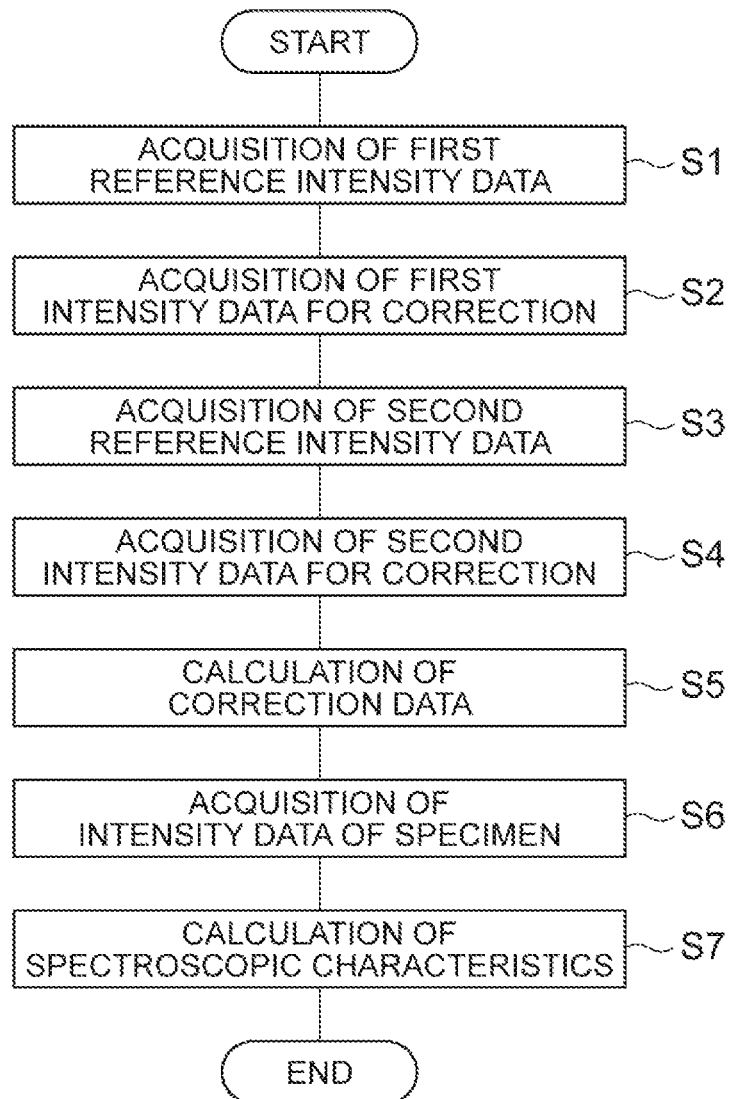 START
ACQUISITION OF FIRST
REFERENCE INTENSITY DATA
S1
ACQUISITION OF FIRST
INTENSITY DATA FOR CORRECTION
S2
ACQUISITION OF SECOND
REFERENCE INTENSITY DATA
S3
ACQUISITION OF SECOND
INTENSITY DATA FOR CORRECTION
S4
CALCULATION OF
CORRECTION DATA
S5
ACQUISITION OF
INTENSITY DATA OF SPECIMEN
S6
CALCULATION OF
SPECTROSCOPIC CHARACTERISTICS
S7
END